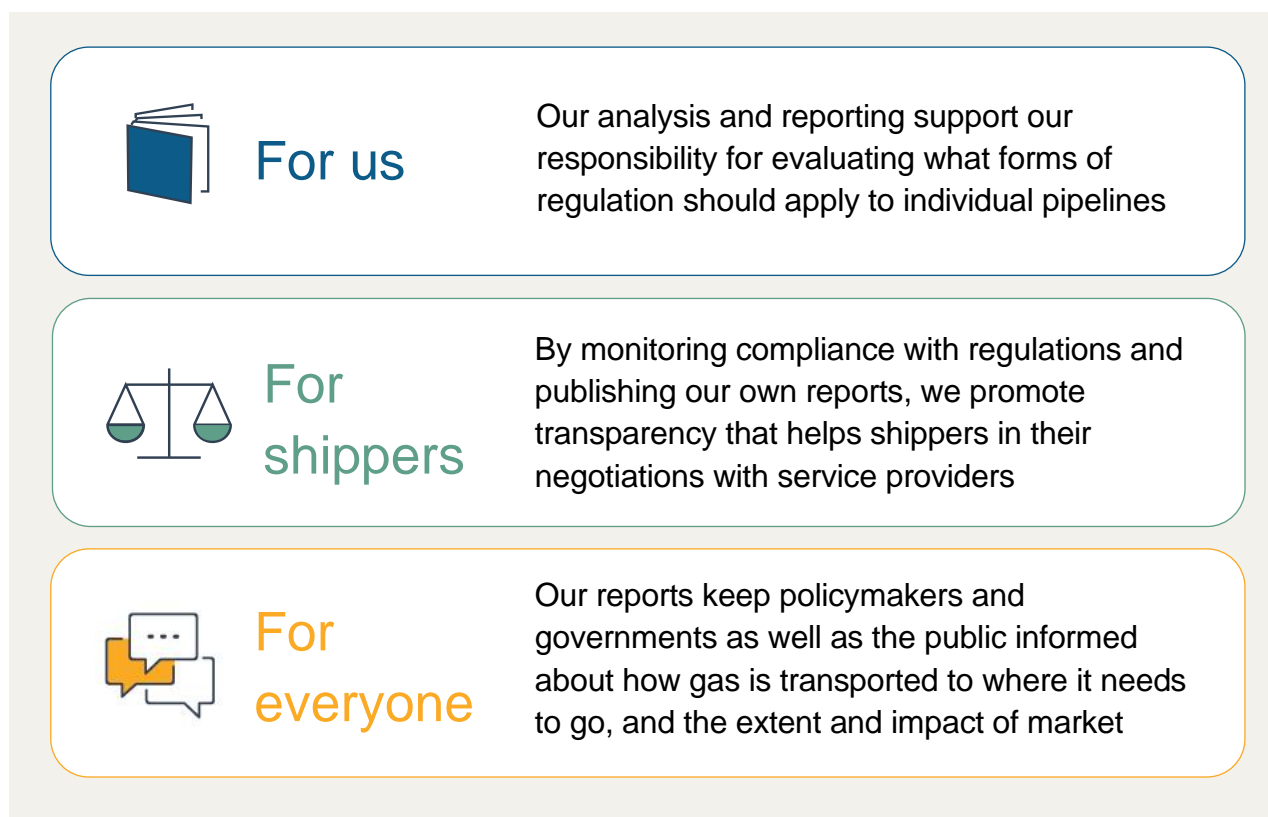 For us
Our analysis and reporting support our
responsibility for evaluating what forms of
regulation should apply to individual pipelines
For
shippers
By monitoring compliance with regulations and
publishing our own reports, we promote
transparency that helps shippers in their
negotiations with service providers
For
everyone
Our reports keep policymakers and
governments as well as the public informed
about how gas is transported to where it needs
to go, and the extent and impact of market